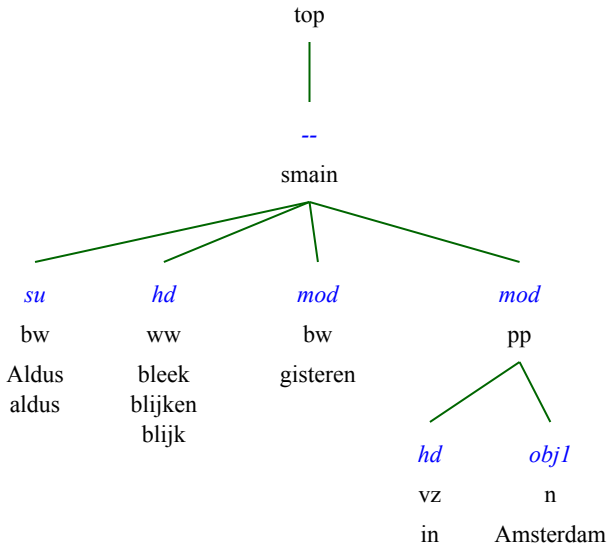 top
--
smain
su hd mod mod
bw ww bw pp
Aldus bleek gisteren
aldus blijken
blijk
hd obj1
vz n
in Amsterdam